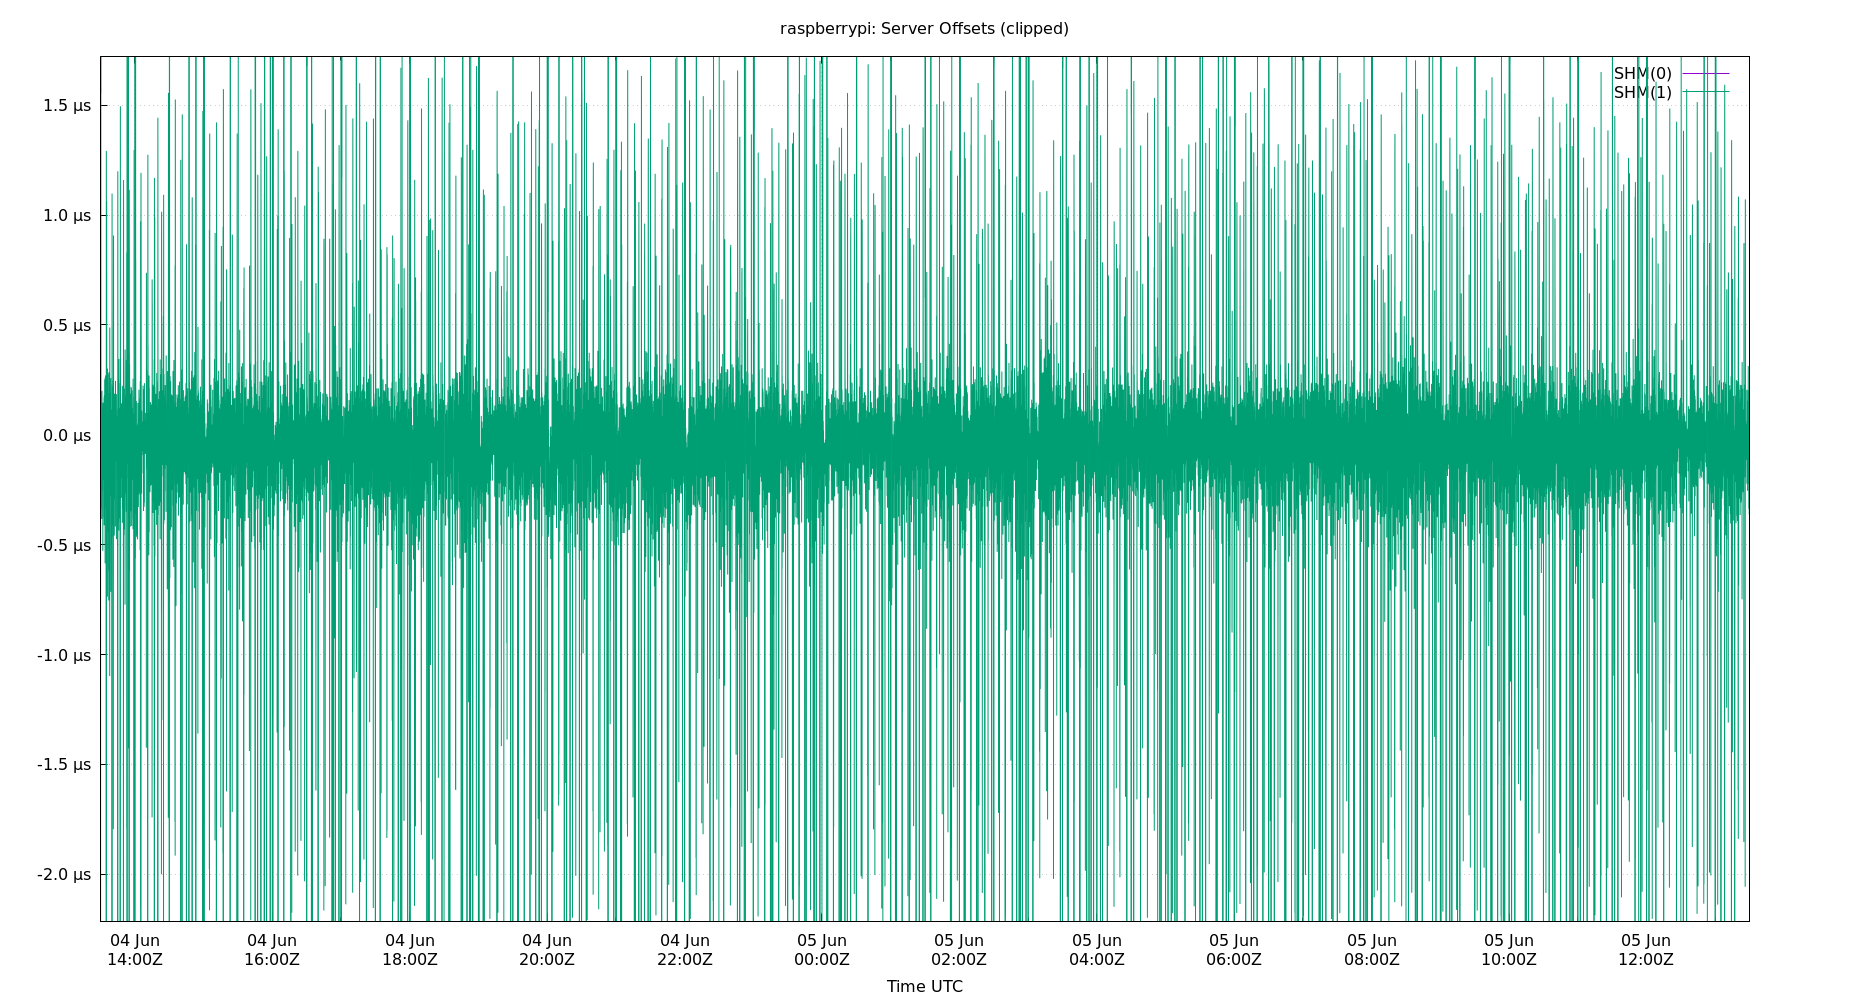 raspberrypi: Server Offsets (clipped)
SHM(0)
SHM(1)
1.5 µs
1.0 µs
0.5 µs
0.0 µs
-0.5 µs
-1.0 µs
-1.5 µs
-2.0 µs
04 Jun 04 Jun 04 Jun 04 Jun 04 Jun 05 Jun 05 Jun 05 Jun 05 Jun 05 Jun 05 Jun 05 Jun
14:00Z 16:00Z 18:00Z 20:00Z 22:00Z 00:00Z 02:00Z 04:00Z 06:00Z 08:00Z 10:00Z 12:00Z
Time UTC